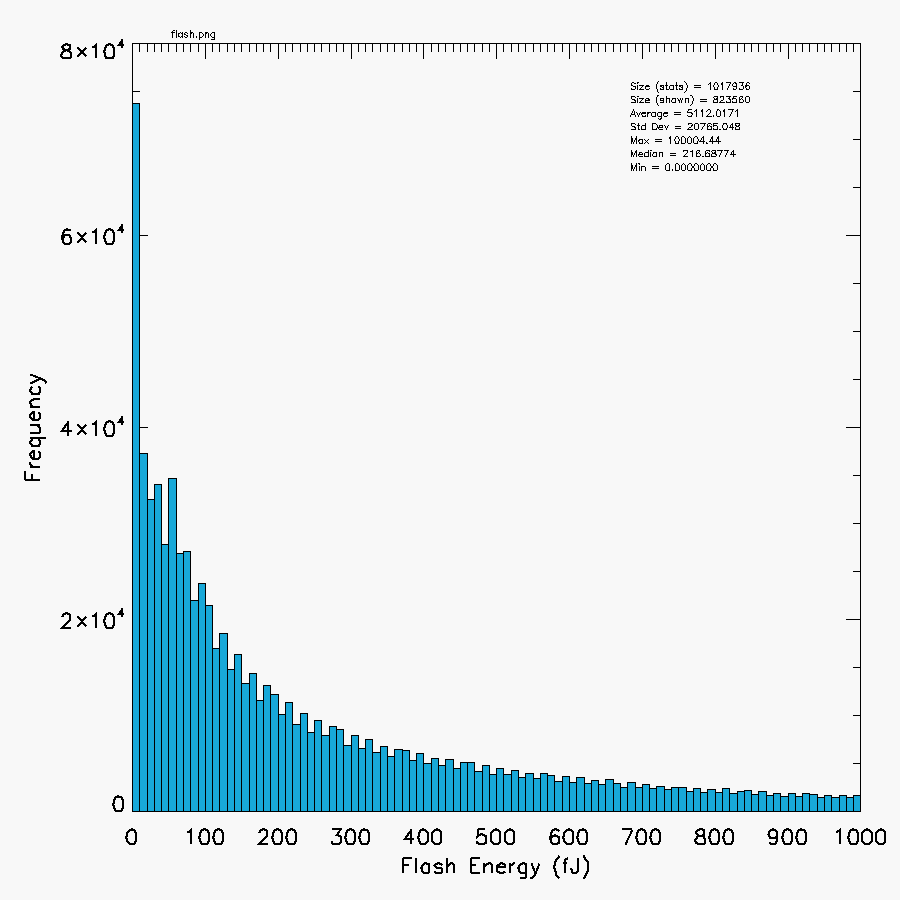 flash.png
8×10⁴
Size (stats) = 1017936
Size (shown) = 823560
Average = 5112.0171
Std Dev = 20765.048
Max = 100004.44
Median = 216.68774
Min = 0.0000000
6×10⁴
Frequency
4×10⁴
2×10⁴
0
0 100 200 300 400 500 600 700 800 900 1000
Flash Energy (fJ)